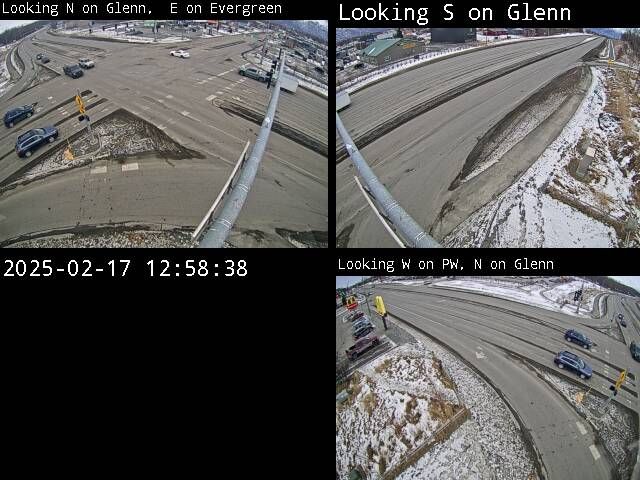 Looking N on Glenn,  E on Evergreen
Looking S on Glenn
2025-02-17 12:58:38
Looking W on PW, N on Glenn